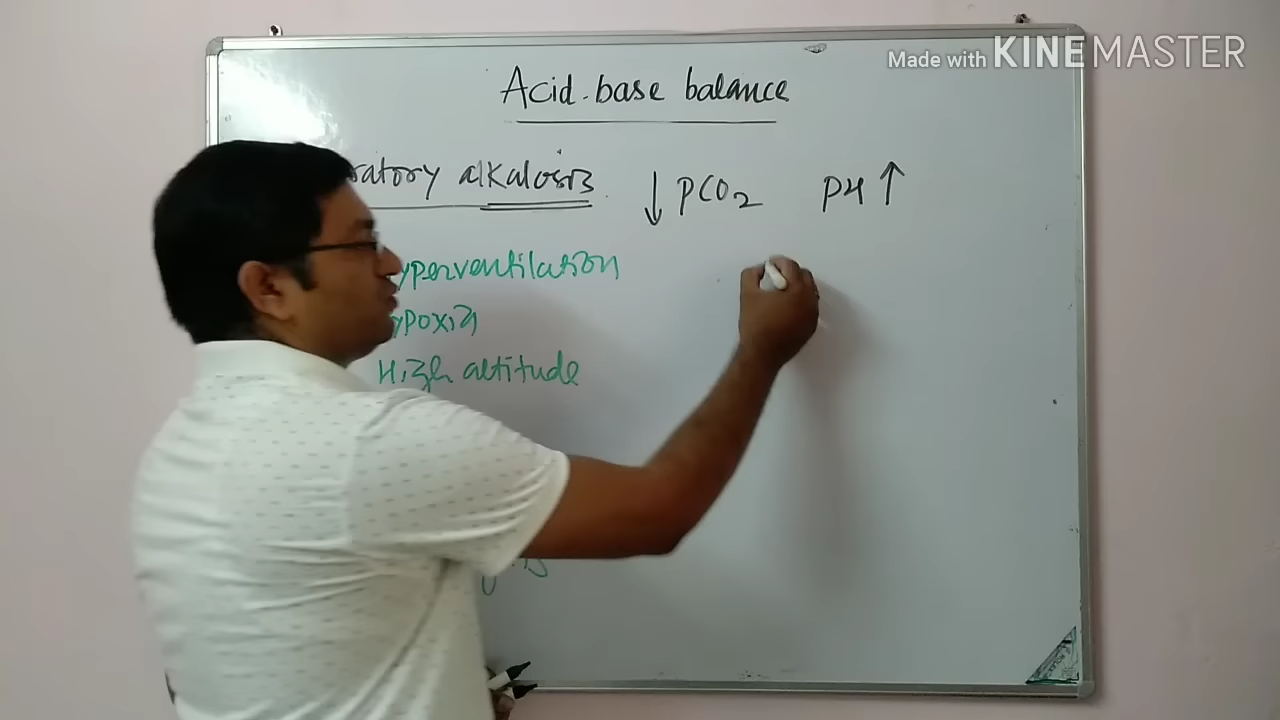 Made with KINEMASTER
Acid-base balance
ratory alkalosis ↓ pCO2 pH ↑
yperventilation
ypoxia
High altitude